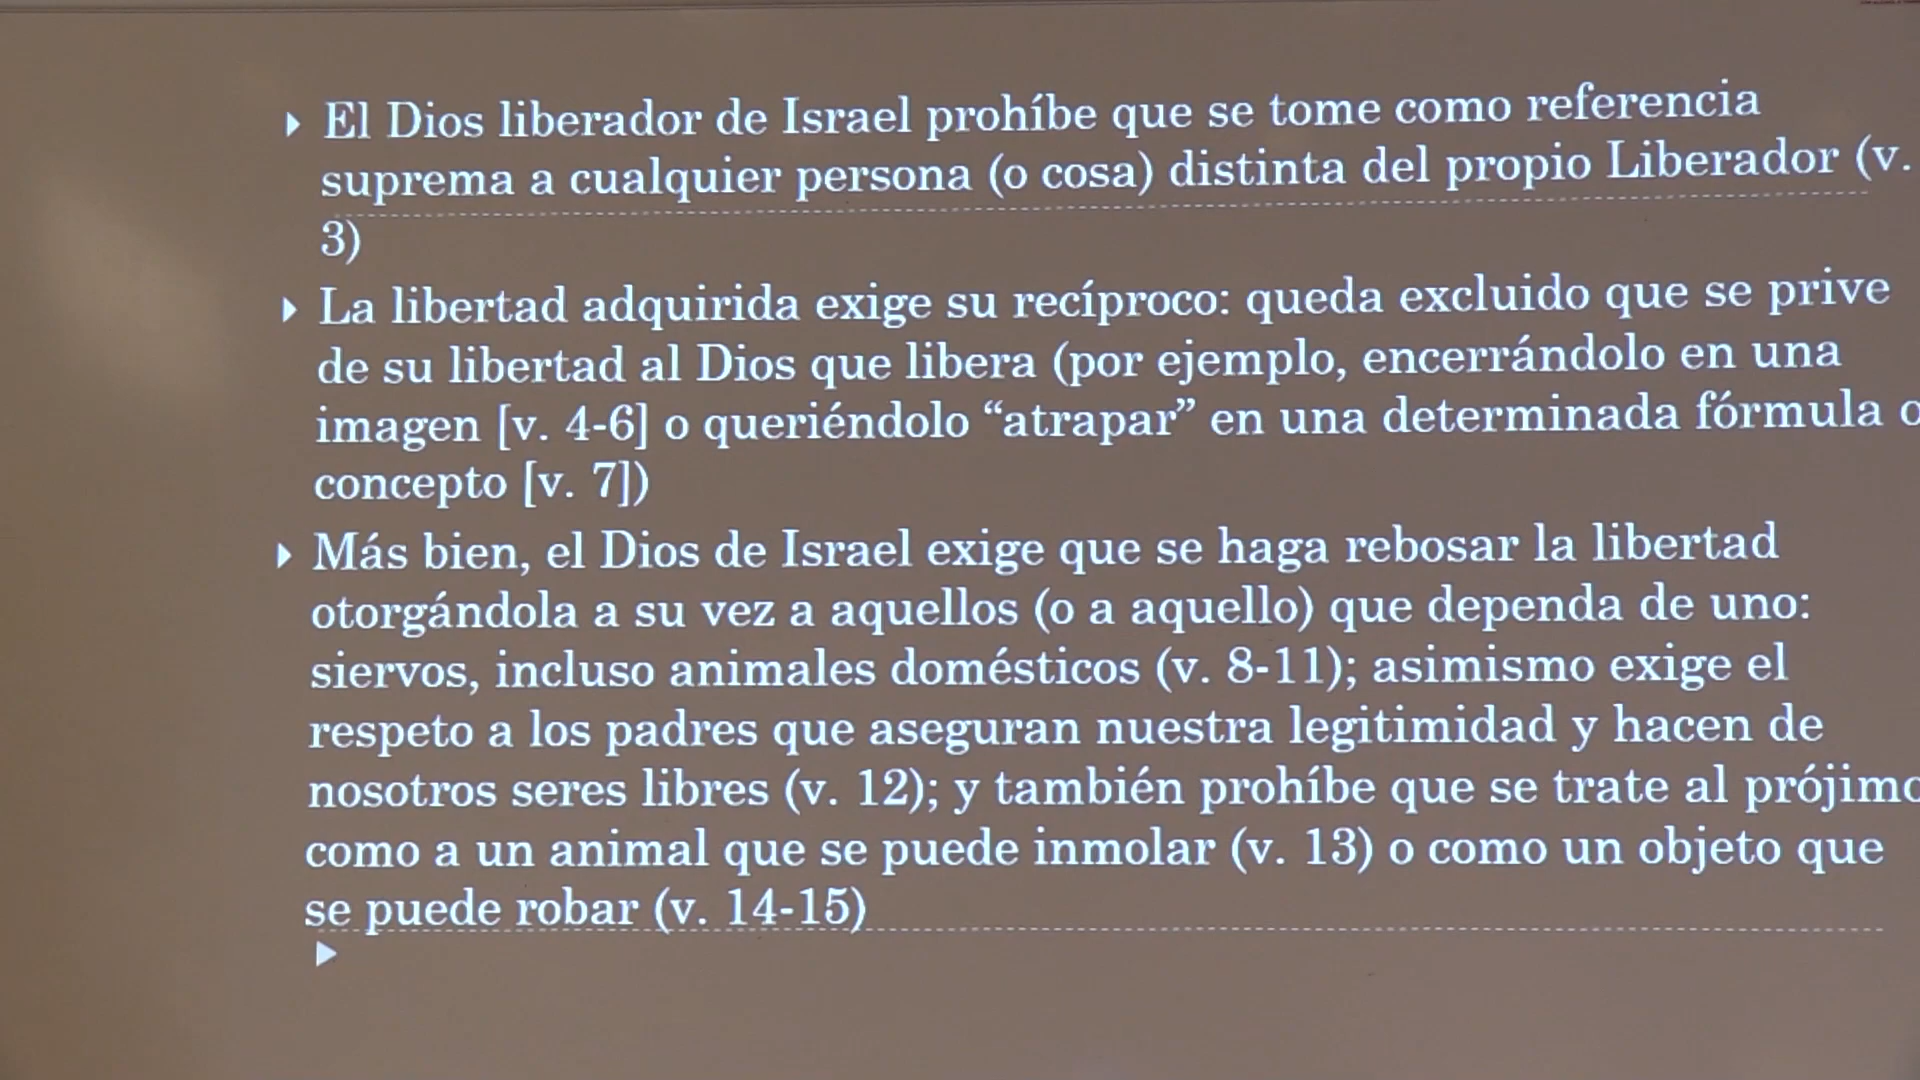 El Dios liberador de Israel prohíbe que se tome como referencia
suprema a cualquier persona (o cosa) distinta del propio Liberador (v.
3)
La libertad adquirida exige su recíproco: queda excluido que se prive
de su libertad al Dios que libera (por ejemplo, encerrándolo en una
imagen [v. 4-6] o queriéndolo “atrapar” en una determinada fórmula o
concepto [v. 7])
Más bien, el Dios de Israel exige que se haga rebosar la libertad
otorgándola a su vez a aquellos (o a aquello) que dependa de uno:
siervos, incluso animales domésticos (v. 8-11); asimismo exige el
respeto a los padres que aseguran nuestra legitimidad y hacen de
nosotros seres libres (v. 12); y también prohíbe que se trate al prójimo
como a un animal que se puede inmolar (v. 13) o como un objeto que
se puede robar (v. 14-15)